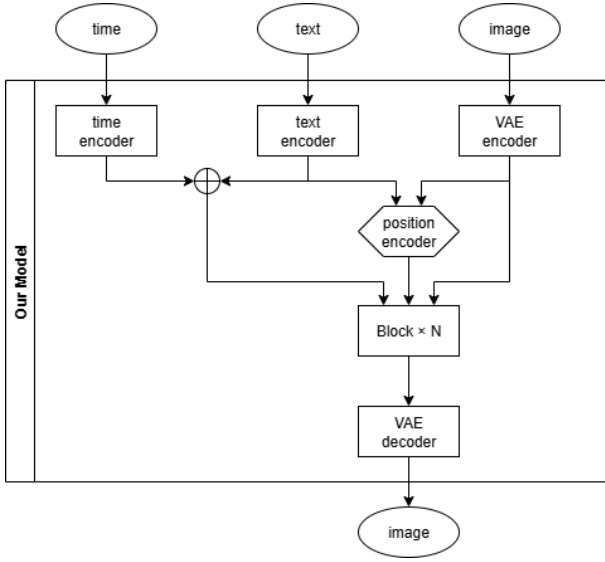 time
text
image
time
encoder
text
encoder
VAE
encoder
position
encoder
Our Model
Block × N
VAE
decoder
image